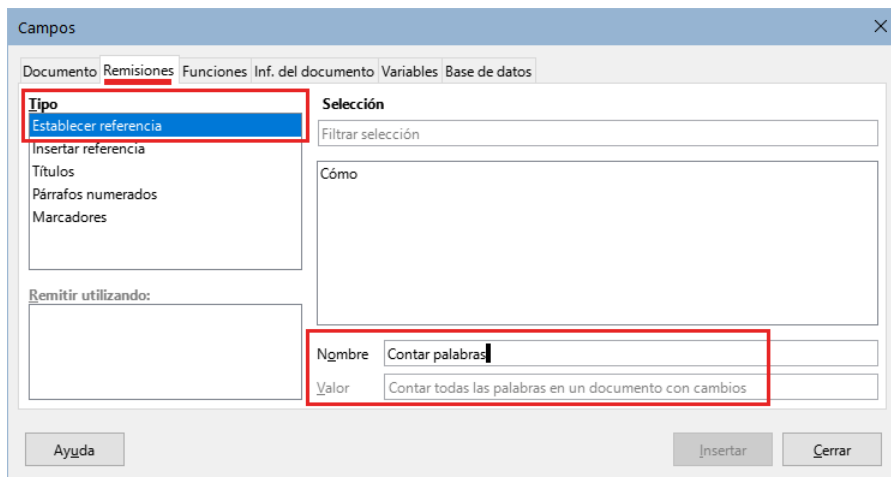 Campos
Documento Remisiones Funciones Inf. del documento Variables Base de datos
Tipo
Establecer referencia
Insertar referencia
Títulos
Párrafos numerados
Marcadores
Remitir utilizando:
Selección
Filtrar selección
Cómo
Nombre Contar palabras
Valor Contar todas las palabras en un documento con cambios
Ayuda Insertar Cerrar